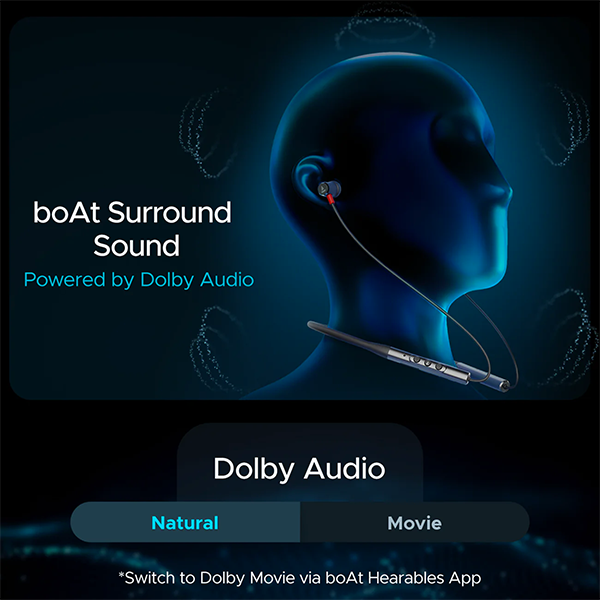 boAt Surround
Sound
Powered by Dolby Audio
Dolby Audio
Natural
Movie
*Switch to Dolby Movie via boAt Hearables App